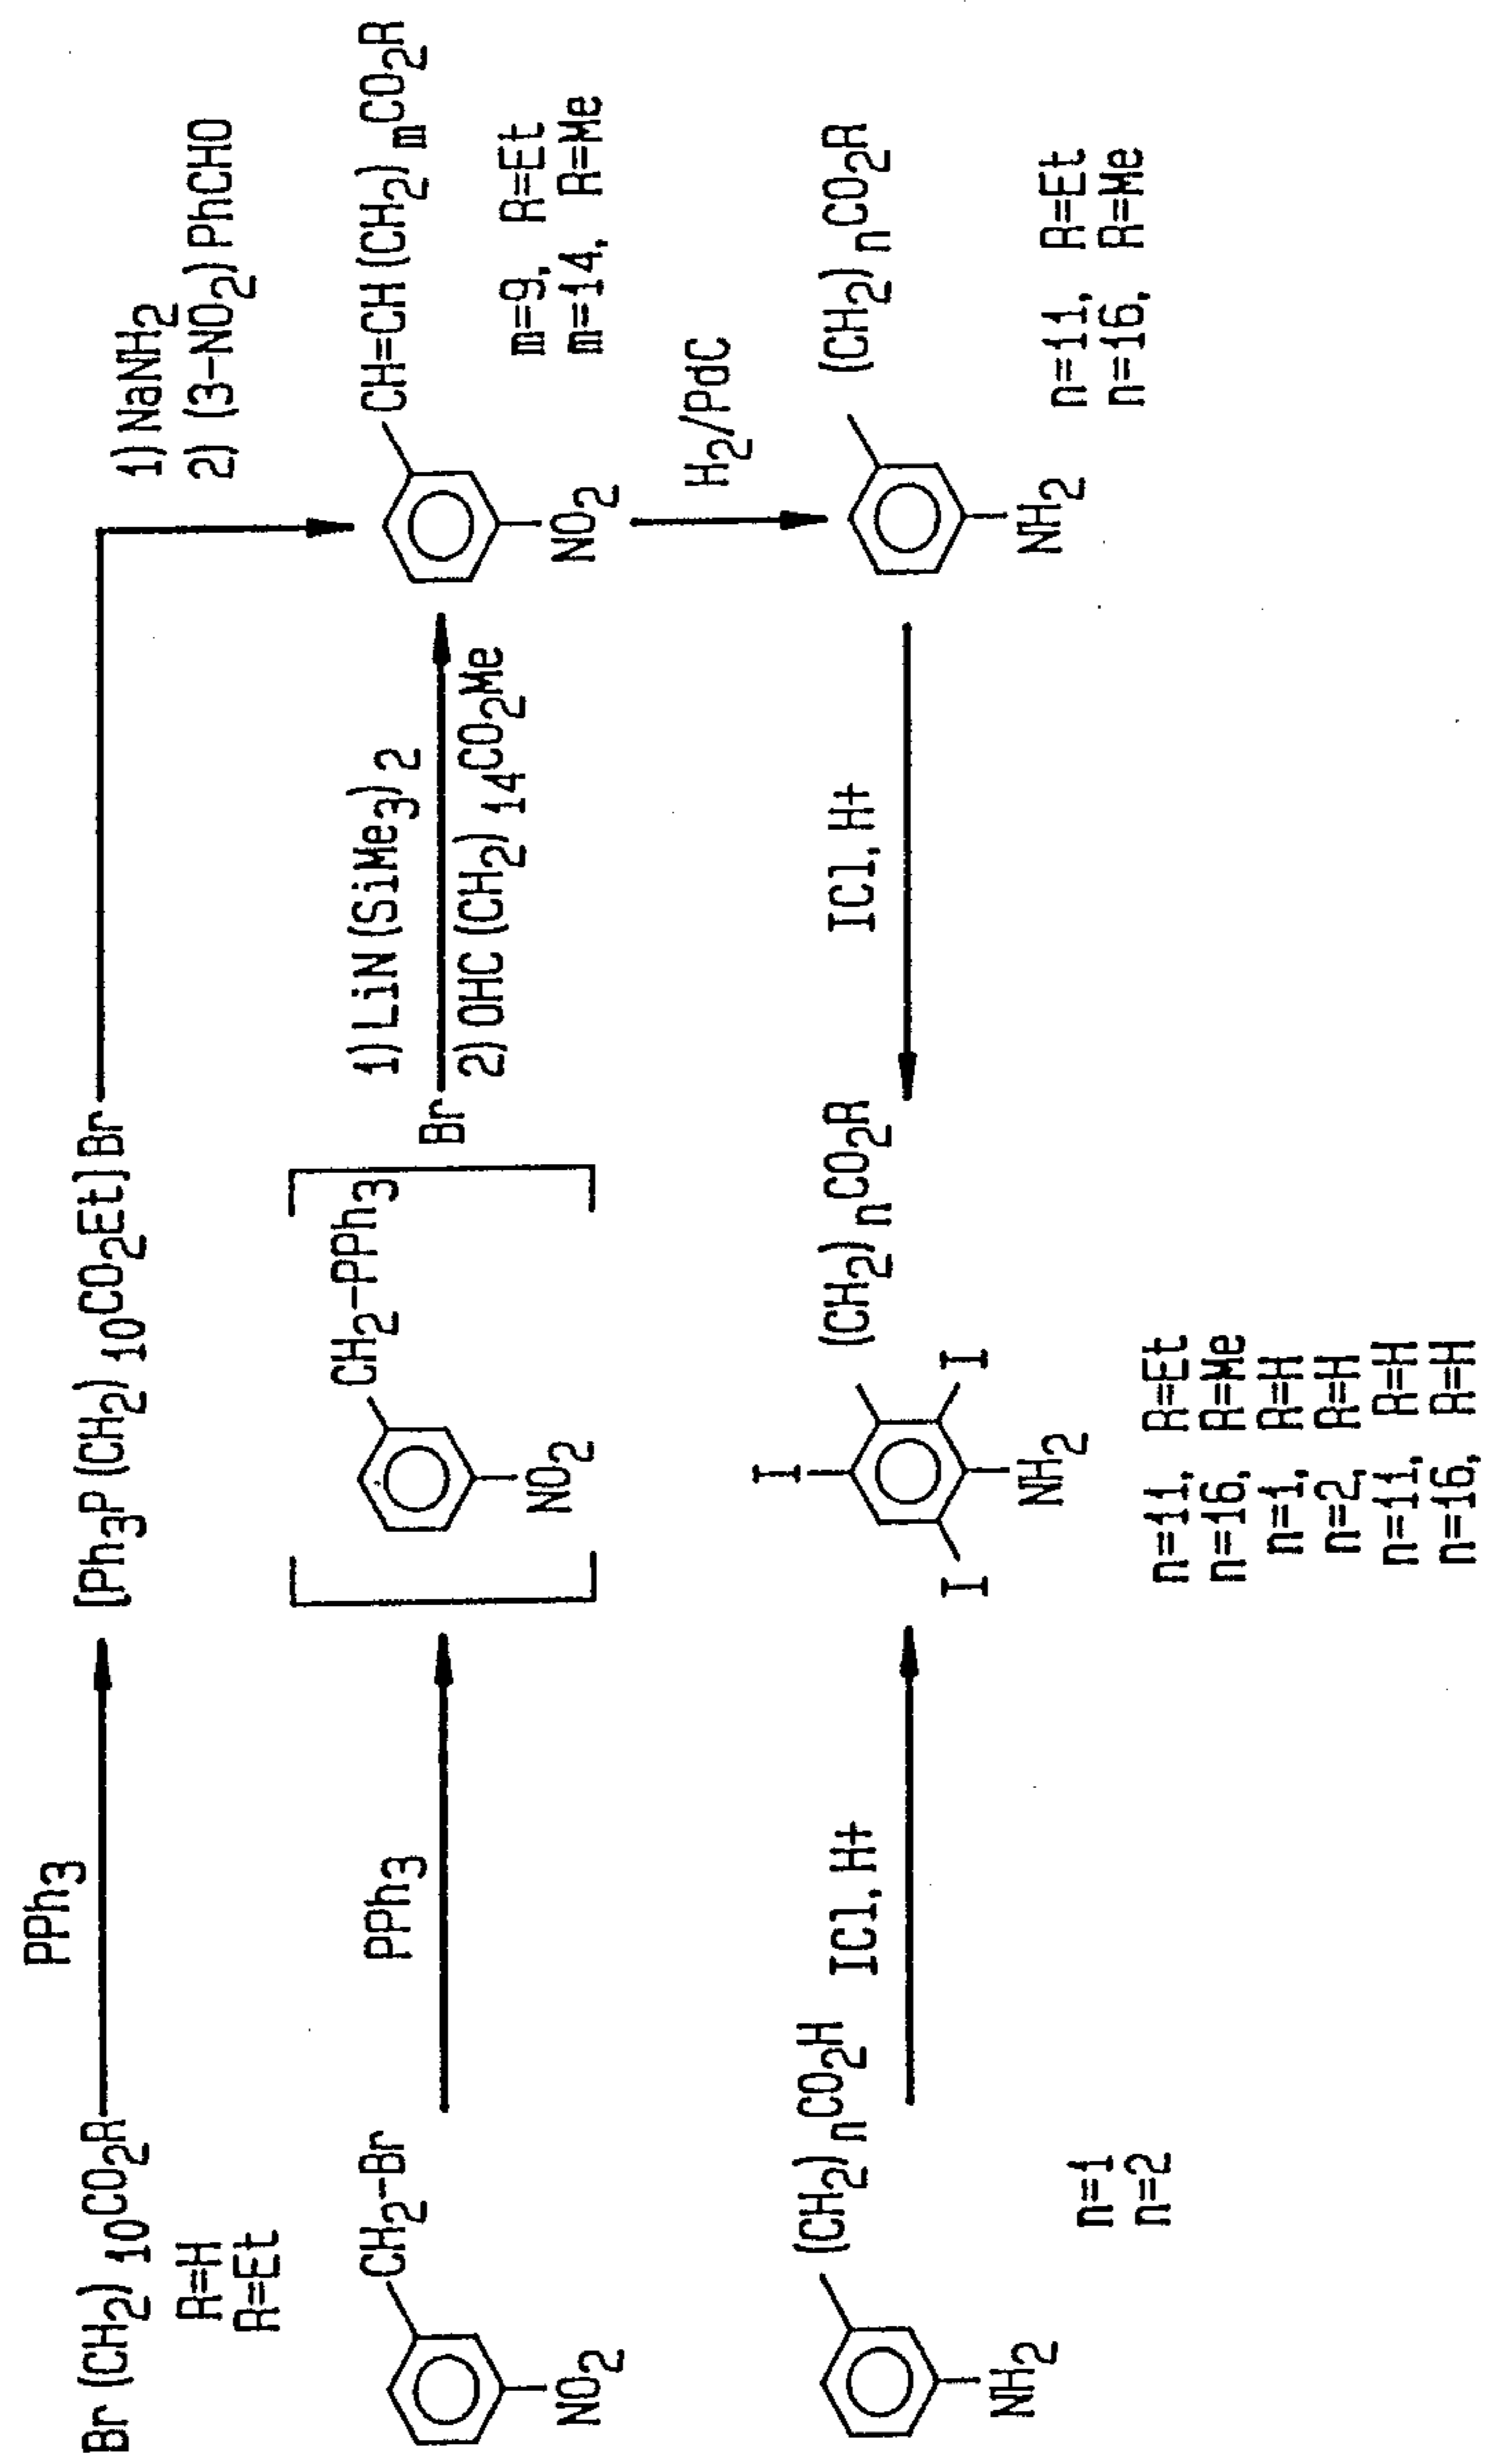 PPh3
Br(CH2)10CO2R
R=H
R=Et
[Ph3P(CH2)10CO2Et]Br
1) NaNH2
2) (3-NO2)PhCHO
CH2-Br
NO2
PPh3
CH2-PPh3
NO2
Br
1) LiN(SiMe3)2
2) OHC(CH2)14CO2Me
CH=CH(CH2)mCO2R
NO2
m=9, R=Et
m=14, R=Me
H2/PdC
(CH2)nCO2H
NH2
n=1
n=2
ICl, H+
(CH2)nCO2R
I
I
I
NH2
n=11, R=Et
n=16, R=Me
n=1, R=H
n=2, R=H
n=11, R=H
n=16, R=H
ICl, H+
(CH2)nCO2R
NH2
n=11, R=Et
n=16, R=Me